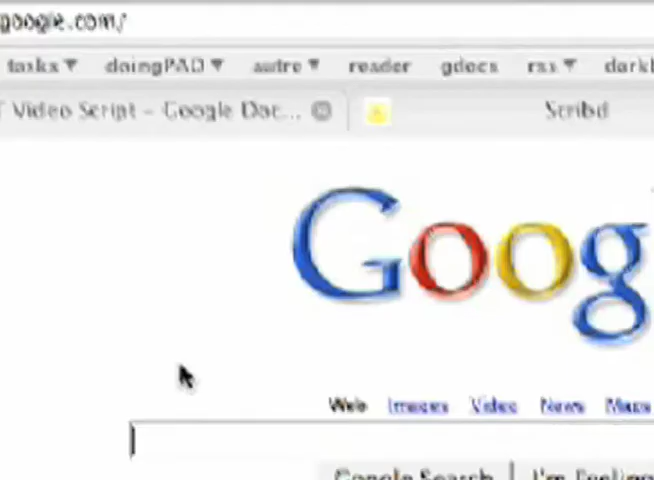 google.com/
tasks doingPAD autre reader gdocs rss
Video Script - Google Doc... Scribd
Goog
Web Images Video News Maps
Google Search I'm Feeling